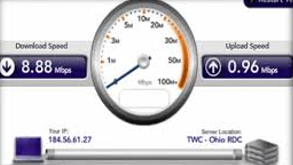 Download Speed
8.88 Mbps
Upload Speed
0.96 Mbps
1M
3M
5M
10M
20M
30M
50M
100M+
Your IP:
184.56.61.27
Server Location:
TWC - Ohio RDC